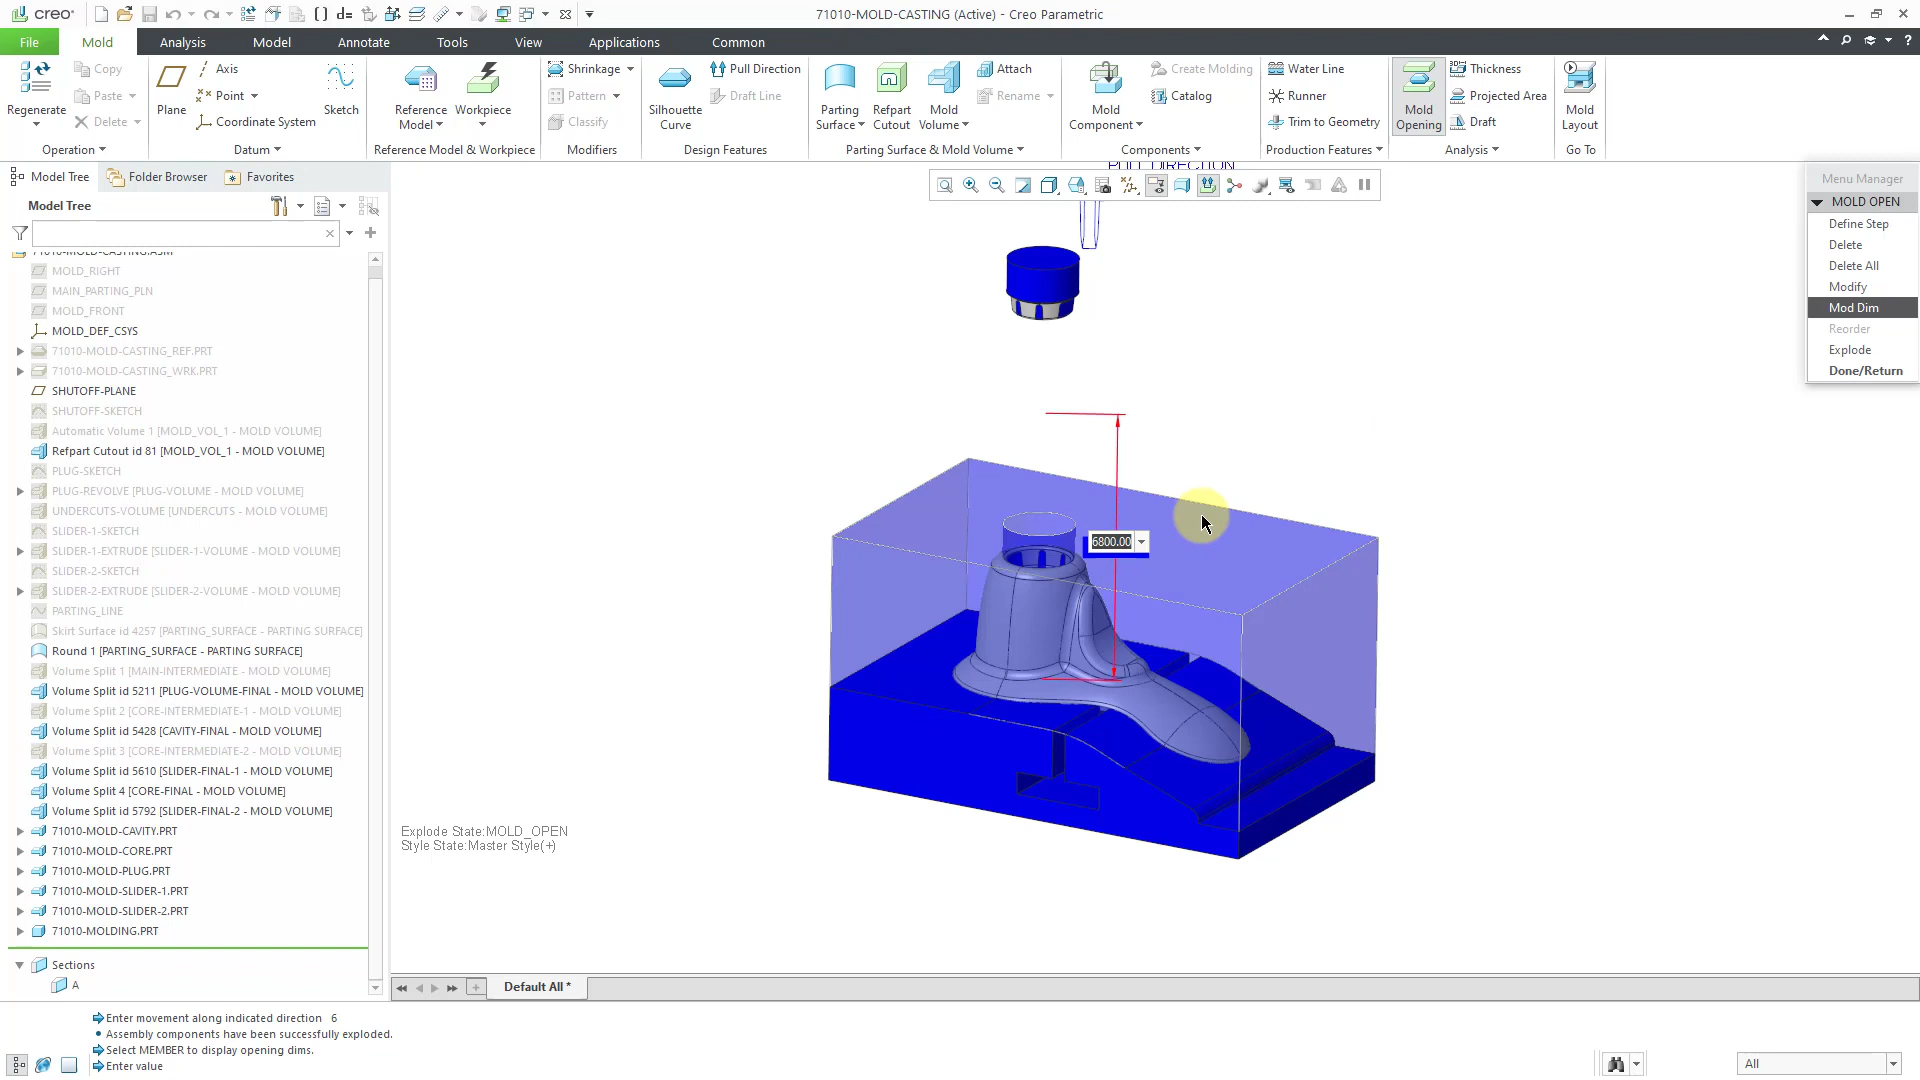 creo
71010-MOLD-CASTING (Active) - Creo Parametric
File
Mold
Analysis
Model
Annotate
Tools
View
Applications
Common
Regenerate
Copy
Paste
Delete
Operation
Plane
Axis
Point
Coordinate System
Sketch
Datum
Reference Model
Workpiece
Reference Model & Workpiece
Shrinkage
Pattern
Classify
Modifiers
Silhouette Curve
Pull Direction
Draft Line
Design Features
Parting Surface
Refpart Cutout
Mold Volume
Attach
Rename
Parting Surface & Mold Volume
Mold Component
Create Molding
Catalog
Components
Water Line
Runner
Trim to Geometry
Production Features
Mold Opening
Thickness
Projected Area
Draft
Analysis
Mold Layout
Go To
Model Tree
Folder Browser
Favorites
Model Tree
71010-MOLD-CASTING.ASM
MOLD_RIGHT
MAIN_PARTING_PLN
MOLD_FRONT
MOLD_DEF_CSYS
71010-MOLD-CASTING_REF.PRT
71010-MOLD-CASTING_WRK.PRT
SHUTOFF-PLANE
SHUTOFF-SKETCH
Automatic Volume 1 [MOLD_VOL_1 - MOLD VOLUME]
Refpart Cutout id 81 [MOLD_VOL_1 - MOLD VOLUME]
PLUG-SKETCH
PLUG-REVOLVE [PLUG-VOLUME - MOLD VOLUME]
UNDERCUTS-VOLUME [UNDERCUTS - MOLD VOLUME]
SLIDER-1-SKETCH
SLIDER-1-EXTRUDE [SLIDER-1-VOLUME - MOLD VOLUME]
SLIDER-2-SKETCH
SLIDER-2-EXTRUDE [SLIDER-2-VOLUME - MOLD VOLUME]
PARTING_LINE
Skirt Surface id 4257 [PARTING_SURFACE - PARTING SURFACE]
Round 1 [PARTING_SURFACE - PARTING SURFACE]
Volume Split 1 [MAIN-INTERMEDIATE - MOLD VOLUME]
Volume Split id 5211 [PLUG-VOLUME-FINAL - MOLD VOLUME]
Volume Split 2 [CORE-INTERMEDIATE-1 - MOLD VOLUME]
Volume Split id 5428 [CAVITY-FINAL - MOLD VOLUME]
Volume Split 3 [CORE-INTERMEDIATE-2 - MOLD VOLUME]
Volume Split id 5610 [SLIDER-FINAL-1 - MOLD VOLUME]
Volume Split 4 [CORE-FINAL - MOLD VOLUME]
Volume Split id 5792 [SLIDER-FINAL-2 - MOLD VOLUME]
71010-MOLD-CAVITY.PRT
71010-MOLD-CORE.PRT
71010-MOLD-PLUG.PRT
71010-MOLD-SLIDER-1.PRT
71010-MOLD-SLIDER-2.PRT
71010-MOLDING.PRT
Sections
A
PULL DIRECTION
6800.00
Explode State:MOLD_OPEN
Style State:Master Style(+)
Menu Manager
MOLD OPEN
Define Step
Delete
Delete All
Modify
Mod Dim
Reorder
Explode
Done/Return
Default All *
Enter movement along indicated direction 6
Assembly components have been successfully exploded.
Select MEMBER to display opening dims.
Enter value
All